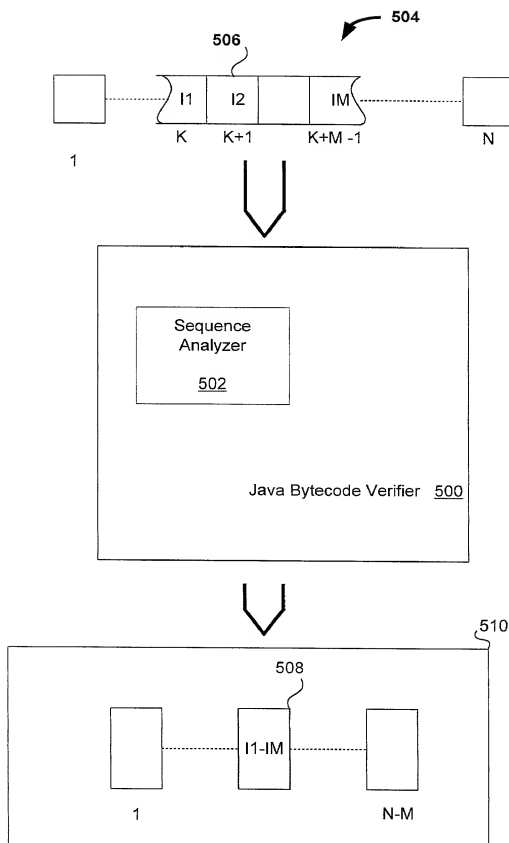 504
506
I1 I2 IM
K K+1 K+M -1
1 N
Sequence
Analyzer
502
Java Bytecode Verifier 500
510
508
I1-IM
1 N-M